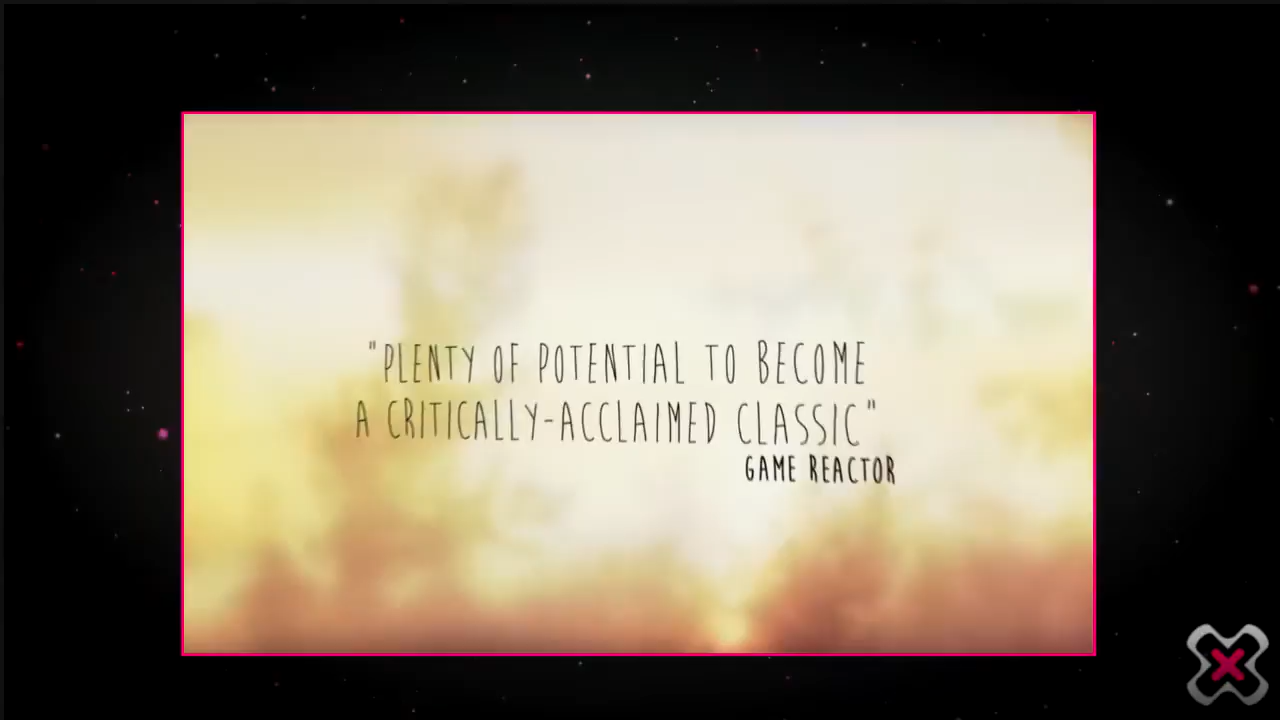 "PLENTY OF POTENTIAL TO BECOME
A CRITICALLY-ACCLAIMED CLASSIC"
GAME REACTOR